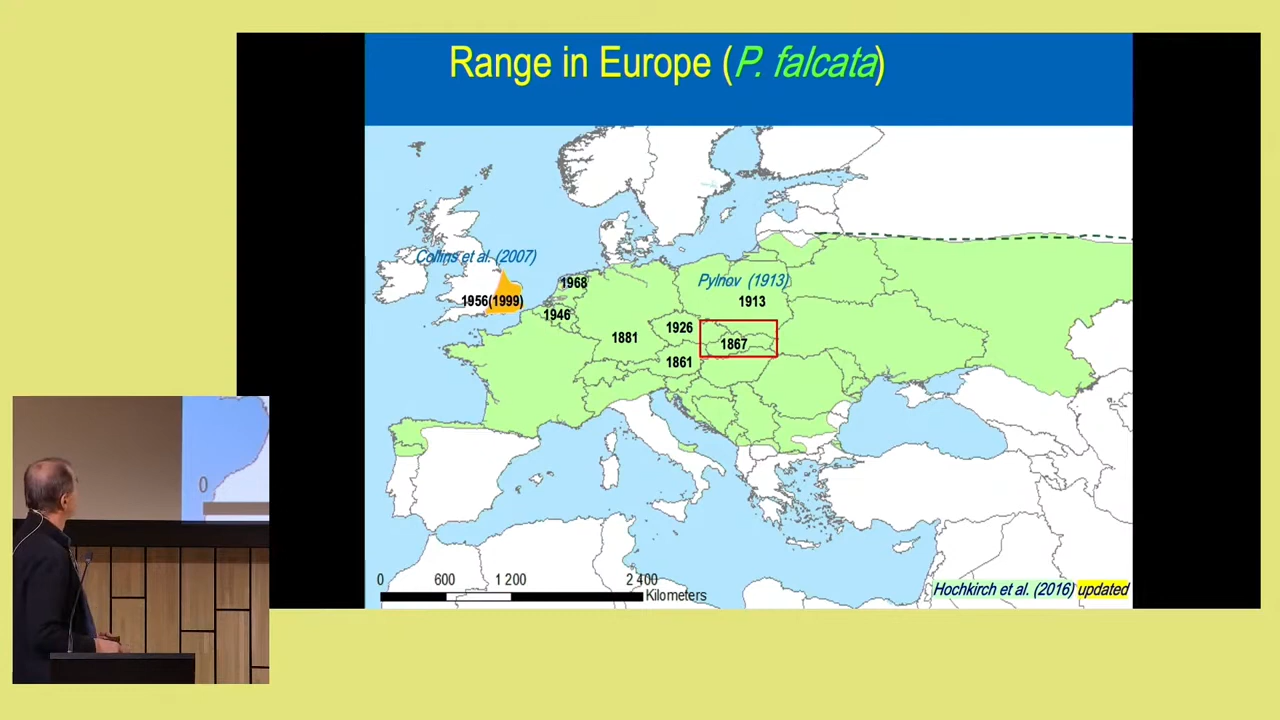 Range in Europe (P. falcata)
Collins et al. (2007)
1968
Pylnov (1913)
1956(1999)
1913
1946
1926
1881
1867
1861
0
0 600 1 200 2 400
Kilometers
Hochkirch et al. (2016) updated